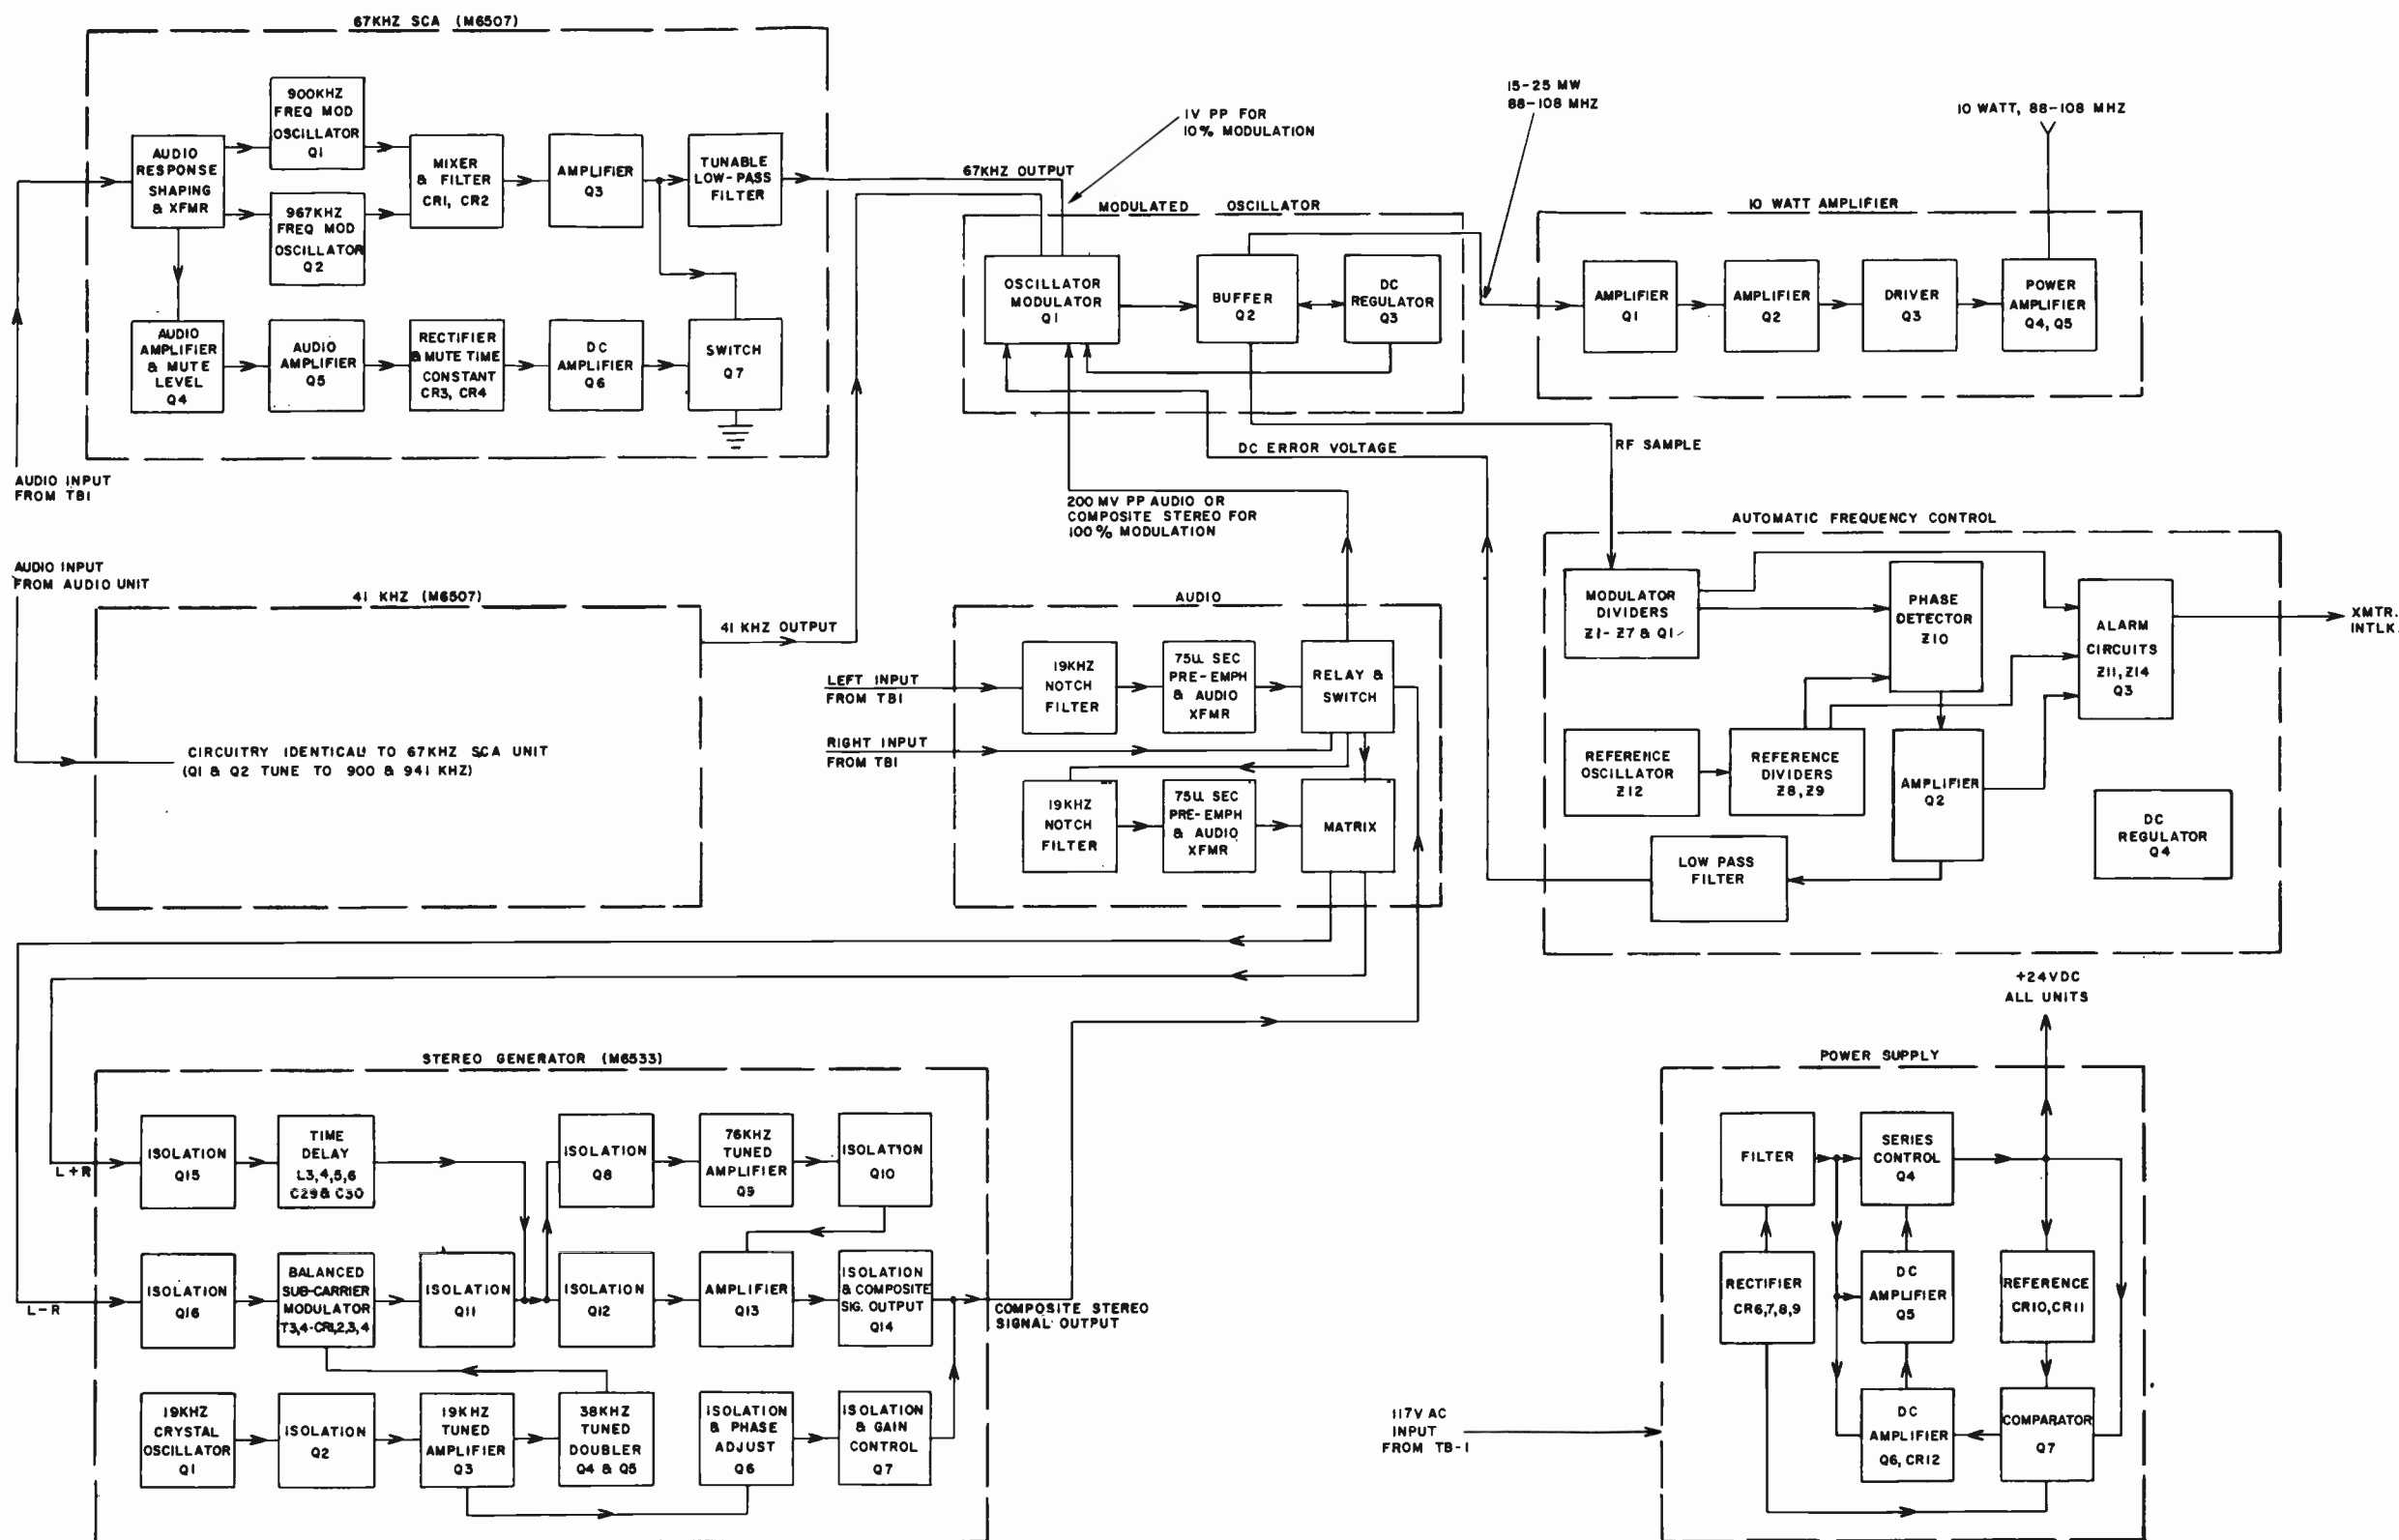 67KHZ SCA (M6507)
900KHZ
FREQ MOD
OSCILLATOR
Q1
AUDIO
RESPONSE
SHAPING
& XFMR
967KHZ
FREQ MOD
OSCILLATOR
Q2
MIXER
& FILTER
CR1, CR2
AMPLIFIER
Q3
TUNABLE
LOW-PASS
FILTER
AUDIO
AMPLIFIER
& MUTE
LEVEL
Q4
AUDIO
AMPLIFIER
Q5
RECTIFIER
& MUTE TIME
CONSTANT
CR3, CR4
DC
AMPLIFIER
Q6
SWITCH
Q7
AUDIO INPUT
FROM TB1
67KHZ OUTPUT
1V PP FOR
10% MODULATION
MODULATED OSCILLATOR
OSCILLATOR
MODULATOR
Q1
BUFFER
Q2
DC
REGULATOR
Q3
15-25 MW
88-108 MHZ
10 WATT, 88-108 MHZ
10 WATT AMPLIFIER
AMPLIFIER
Q1
AMPLIFIER
Q2
DRIVER
Q3
POWER
AMPLIFIER
Q4, Q5
RF SAMPLE
DC ERROR VOLTAGE
200 MV PP AUDIO OR
COMPOSITE STEREO FOR
100% MODULATION
AUDIO INPUT
FROM AUDIO UNIT
41 KHZ (M6507)
CIRCUITRY IDENTICAL TO 67KHZ SCA UNIT
(Q1 & Q2 TUNE TO 900 & 941 KHZ)
41 KHZ OUTPUT
AUDIO
LEFT INPUT
FROM TB1
RIGHT INPUT
FROM TB1
19KHZ
NOTCH
FILTER
75U SEC
PRE-EMPH
& AUDIO
XFMR
RELAY &
SWITCH
19KHZ
NOTCH
FILTER
75U SEC
PRE-EMPH
& AUDIO
XFMR
MATRIX
AUTOMATIC FREQUENCY CONTROL
MODULATOR
DIVIDERS
Z1-Z7 & Q1
PHASE
DETECTOR
Z10
ALARM
CIRCUITS
Z11, Z14
Q3
XMTR.
INTLK.
REFERENCE
OSCILLATOR
Z12
REFERENCE
DIVIDERS
Z8, Z9
AMPLIFIER
Q2
DC
REGULATOR
Q4
LOW PASS
FILTER
STEREO GENERATOR (M6533)
L+R
ISOLATION
Q15
TIME
DELAY
L3,4,5,6
C29 & C30
ISOLATION
Q8
76KHZ
TUNED
AMPLIFIER
Q9
ISOLATION
Q10
L-R
ISOLATION
Q16
BALANCED
SUB-CARRIER
MODULATOR
T3,4-CR1,2,3,4
ISOLATION
Q11
ISOLATION
Q12
AMPLIFIER
Q13
ISOLATION
& COMPOSITE
SIG. OUTPUT
Q14
COMPOSITE STEREO
SIGNAL OUTPUT
19KHZ
CRYSTAL
OSCILLATOR
Q1
ISOLATION
Q2
19KHZ
TUNED
AMPLIFIER
Q3
38KHZ
TUNED
DOUBLER
Q4 & Q5
ISOLATION
& PHASE
ADJUST
Q6
ISOLATION
& GAIN
CONTROL
Q7
+24VDC
ALL UNITS
POWER SUPPLY
FILTER
SERIES
CONTROL
Q4
RECTIFIER
CR6,7,8,9
DC
AMPLIFIER
Q5
REFERENCE
CR10, CR11
DC
AMPLIFIER
Q6, CR12
COMPARATOR
Q7
117V AC
INPUT
FROM TB-1